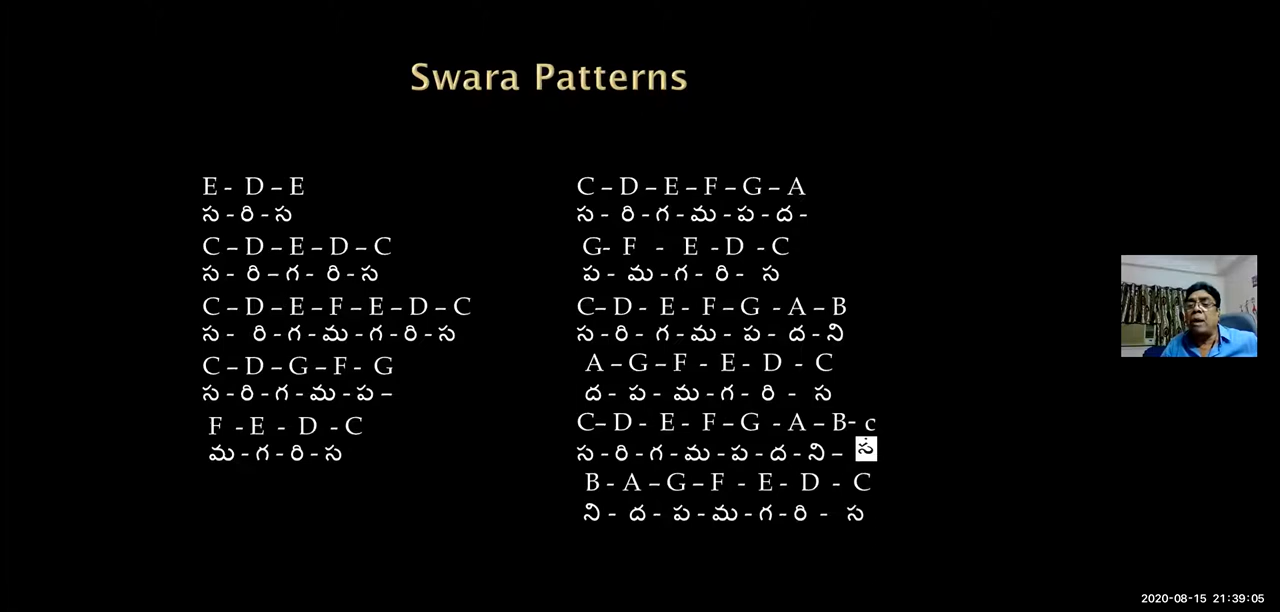 Swara Patterns
E - D – E
స - రి - స
C – D – E – D – C
స - రి – గ - రి - స
C – D – E – F – E – D – C
స - రి - గ - మ - గ - రి - స
C – D – G – F - G
స - రి - గ - మ - ప –
F - E - D - C
మ - గ - రి - స
C – D – E – F – G – A
స - రి - గ - మ - ప - ద -
G- F - E - D - C
ప - మ - గ - రి - స
C– D - E - F – G - A – B
స - రి - గ - మ - ప - ద - ని
A – G – F - E - D - C
ద - ప - మ - గ - రి - స
C– D - E - F – G - A – B- c
స - రి - గ - మ - ప - ద - ని – స
B - A – G – F - E - D - C
ని - ద - ప - మ - గ - రి - స
2020-08-15 21:39:05